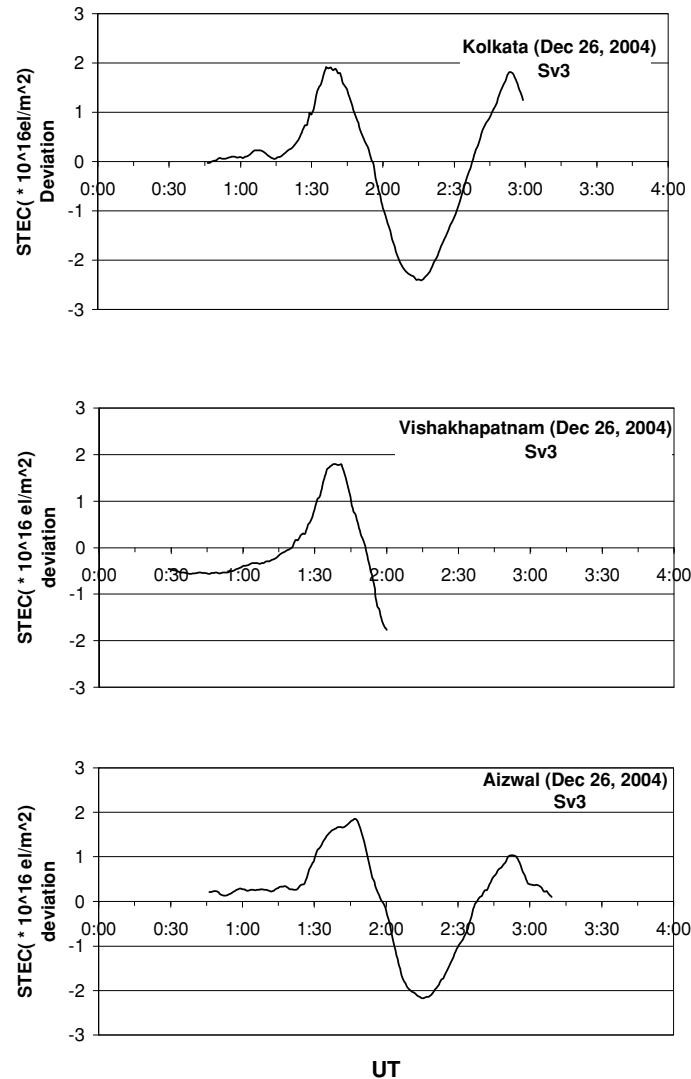 3
Kolkata (Dec 26, 2004)
Sv3
2
1
0
-1
-2
-3
0:00 0:30 1:00 1:30 2:00 2:30 3:00 3:30 4:00
STEC( * 10^16el/m^2)
Deviation
3
Vishakhapatnam (Dec 26, 2004)
Sv3
2
1
0
-1
-2
-3
0:00 0:30 1:00 1:30 2:00 2:30 3:00 3:30 4:00
STEC( * 10^16 el/m^2)
deviation
3
Aizwal (Dec 26, 2004)
Sv3
2
1
0
-1
-2
-3
0:00 0:30 1:00 1:30 2:00 2:30 3:00 3:30 4:00
STEC( * 10^16 el/m^2)
deviation
UT